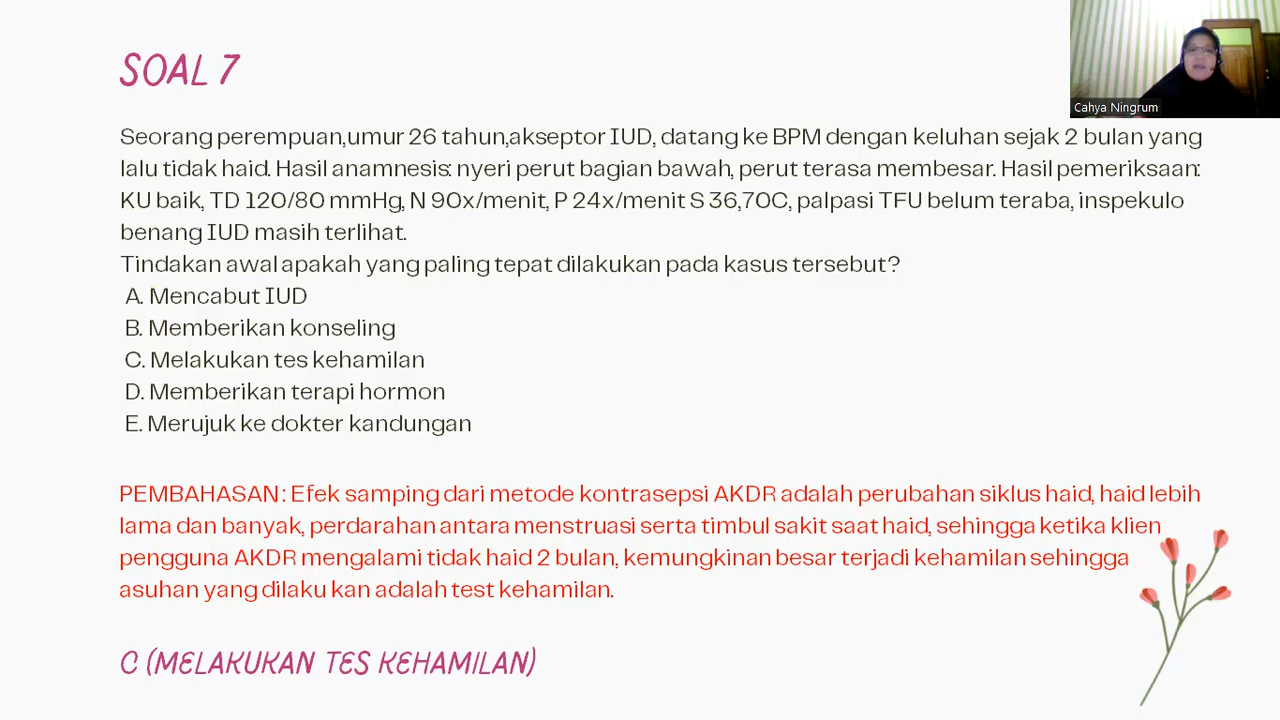 SOAL 7
Cahya Ningrum
Seorang perempuan,umur 26 tahun,akseptor IUD, datang ke BPM dengan keluhan sejak 2 bulan yang
lalu tidak haid. Hasil anamnesis: nyeri perut bagian bawah, perut terasa membesar. Hasil pemeriksaan:
KU baik, TD 120/80 mmHg, N 90x/menit, P 24x/menit S 36,70C, palpasi TFU belum teraba, inspekulo
benang IUD masih terlihat.
Tindakan awal apakah yang paling tepat dilakukan pada kasus tersebut?
A. Mencabut IUD
B. Memberikan konseling
C. Melakukan tes kehamilan
D. Memberikan terapi hormon
E. Merujuk ke dokter kandungan
PEMBAHASAN : Efek samping dari metode kontrasepsi AKDR adalah perubahan siklus haid, haid lebih
lama dan banyak, perdarahan antara menstruasi serta timbul sakit saat haid, sehingga ketika klien
pengguna AKDR mengalami tidak haid 2 bulan, kemungkinan besar terjadi kehamilan sehingga
asuhan yang dilaku kan adalah test kehamilan.
C (MELAKUKAN TES KEHAMILAN)